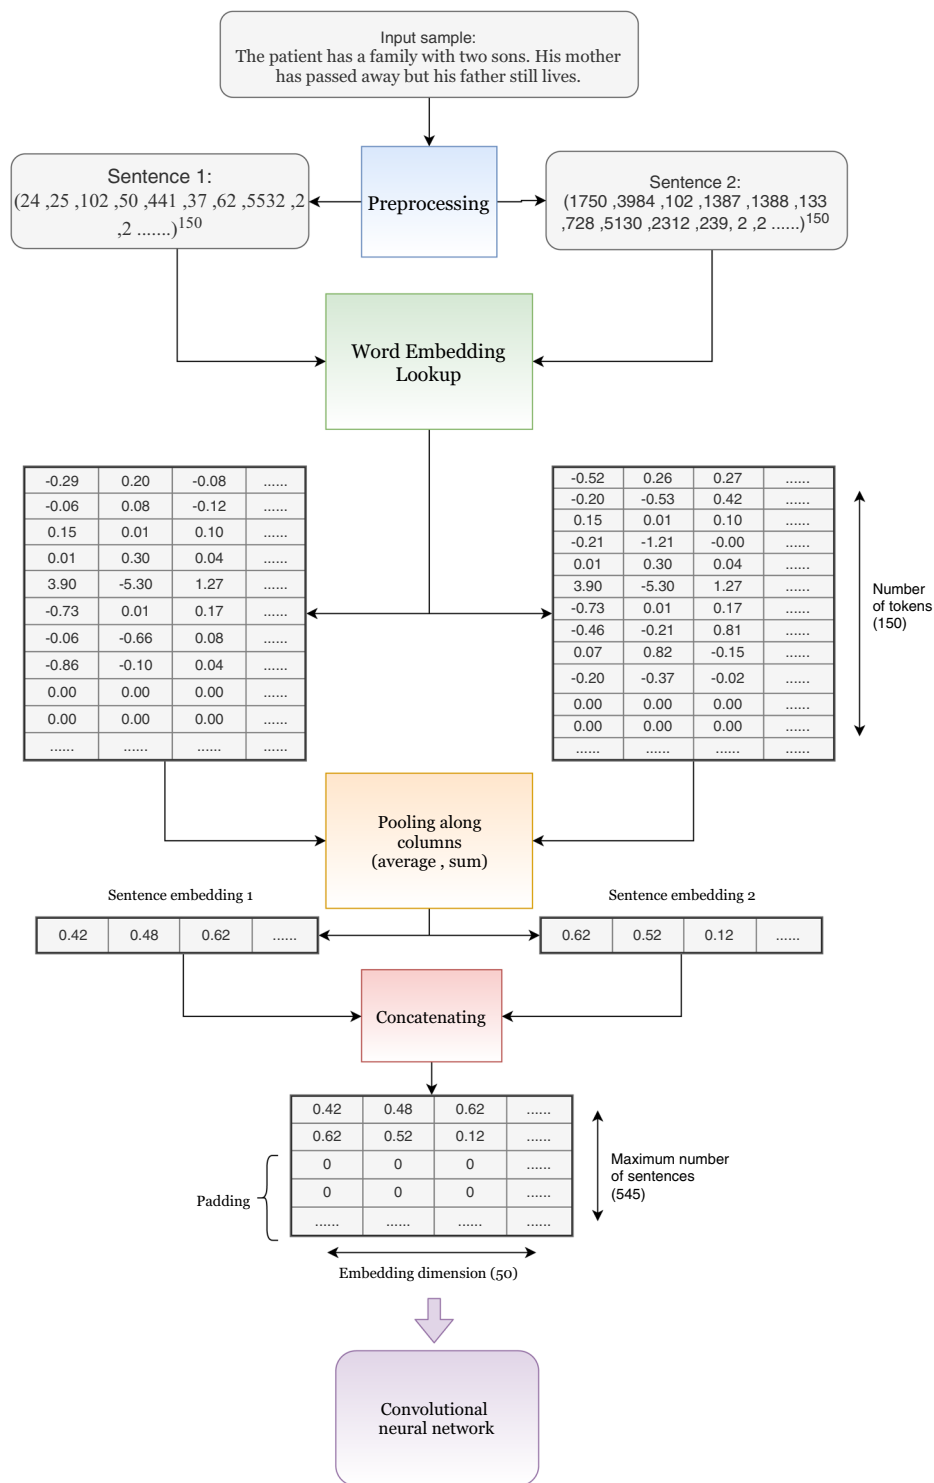 Input sample:
The patient has a family with two sons. His mother
has passed away but his father still lives.
Preprocessing
Sentence 1:
(24 ,25 ,102 ,50 ,441 ,37 ,62 ,5532 ,2
,2 .......)150
Sentence 2:
(1750 ,3984 ,102 ,1387 ,1388 ,133
,728 ,5130 ,2312 ,239, 2 ,2 ......)150
Word Embedding
Lookup
-0.29 0.20 -0.08 ......
-0.06 0.08 -0.12 ......
0.15 0.01 0.10 ......
0.01 0.30 0.04 ......
3.90 -5.30 1.27 ......
-0.73 0.01 0.17 ......
-0.06 -0.66 0.08 ......
-0.86 -0.10 0.04 ......
0.00 0.00 0.00 ......
0.00 0.00 0.00 ......
...... ...... ...... ......
-0.52 0.26 0.27 ......
-0.20 -0.53 0.42 ......
0.15 0.01 0.10 ......
-0.21 -1.21 -0.00 ......
0.01 0.30 0.04 ......
3.90 -5.30 1.27 ......
-0.73 0.01 0.17 ......
-0.46 -0.21 0.81 ......
0.07 0.82 -0.15 ......
-0.20 -0.37 -0.02 ......
0.00 0.00 0.00 ......
0.00 0.00 0.00 ......
...... ...... ...... ......
Number
of tokens
(150)
Pooling along
columns
(average , sum)
Sentence embedding 1
0.42 0.48 0.62 ......
Sentence embedding 2
0.62 0.52 0.12 ......
Concatenating
0.42 0.48 0.62 ......
0.62 0.52 0.12 ......
0 0 0 ......
0 0 0 ......
...... ...... ...... ......
Padding
Maximum number
of sentences
(545)
Embedding dimension (50)
Convolutional
neural network